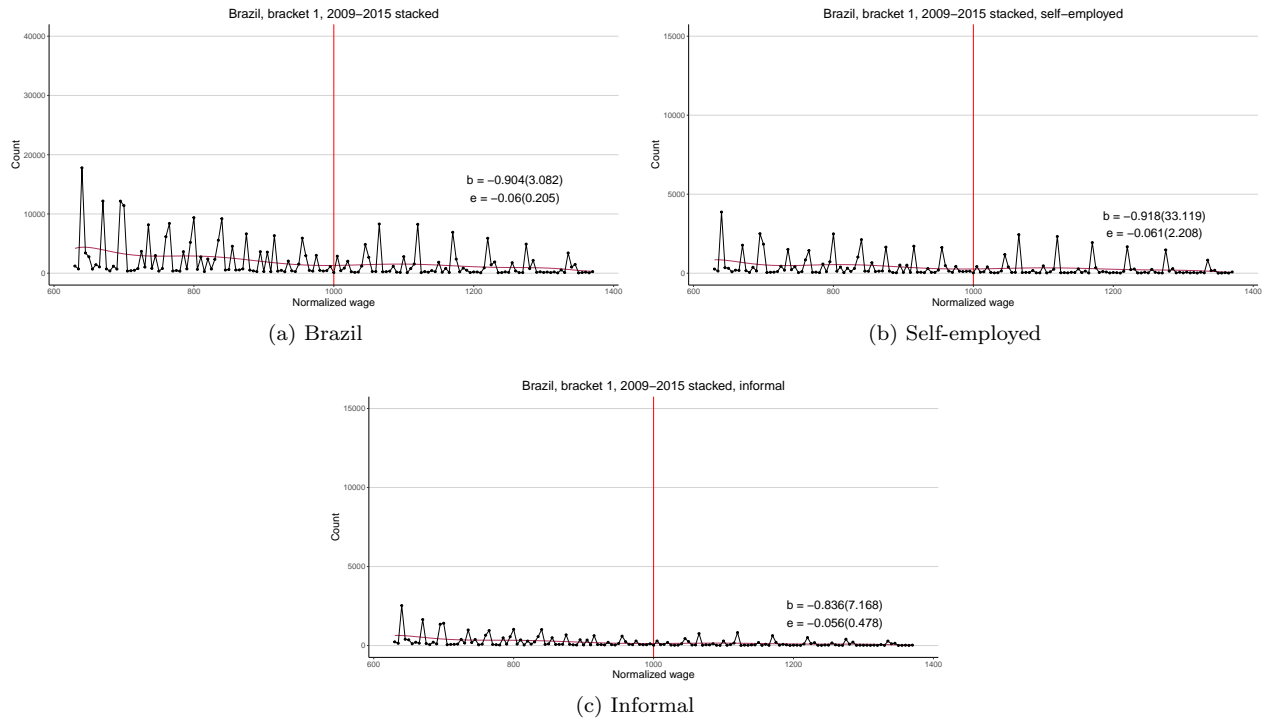 Brazil, bracket 1, 2009−2015 stacked
40000
30000
20000
10000
0
Count
b = −0.904(3.082)
e = −0.06(0.205)
600
800
1000
1200
1400
Normalized wage
(a) Brazil
Brazil, bracket 1, 2009−2015 stacked, self−employed
15000
10000
5000
0
Count
b = −0.918(33.119)
e = −0.061(2.208)
600
800
1000
1200
1400
Normalized wage
(b) Self-employed
Brazil, bracket 1, 2009−2015 stacked, informal
15000
10000
5000
0
Count
b = −0.836(7.168)
e = −0.056(0.478)
600
800
1000
1200
1400
Normalized wage
(c) Informal